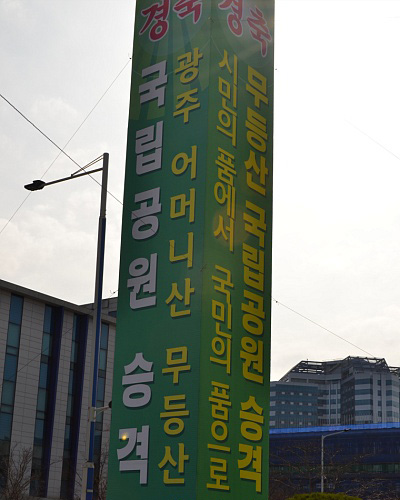 경축
광주 어머니산 무등산
국립공원 승격
경축
무등산 국립공원 승격
시민의 품에서 국민의 품으로